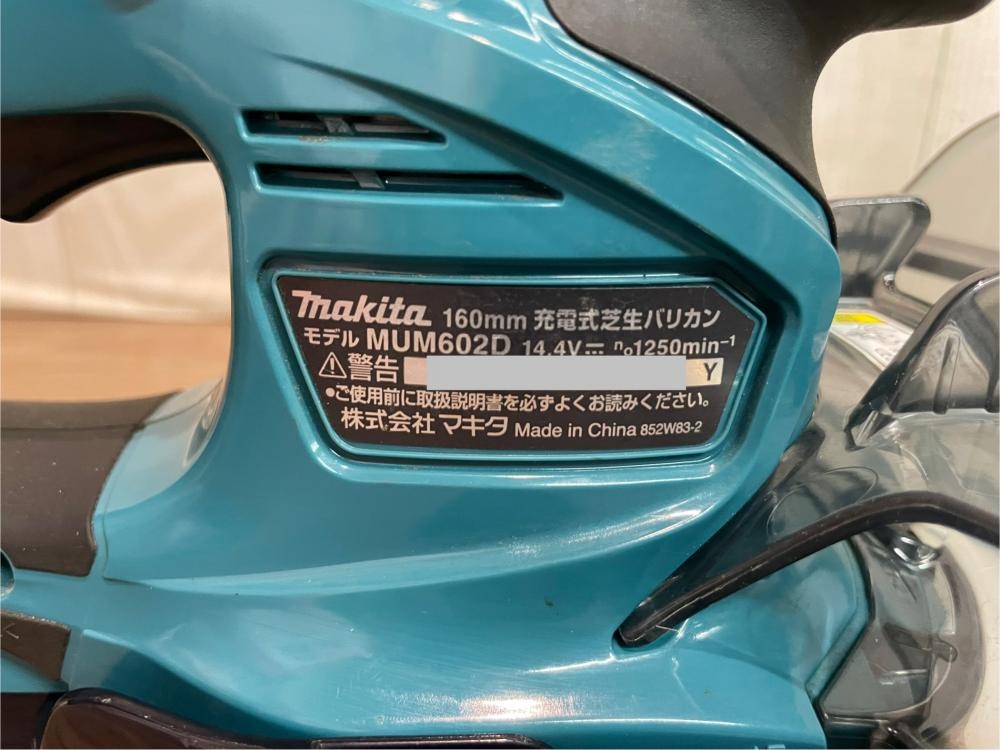 makita 160mm 充電式芝生バリカン
モデル MUM602D 14.4V⎓ n₀1250min⁻¹
⚠警告 Y
●ご使用前に取扱説明書を必ずよくお読みください。
株式会社 マキタ Made in China 852W83-2